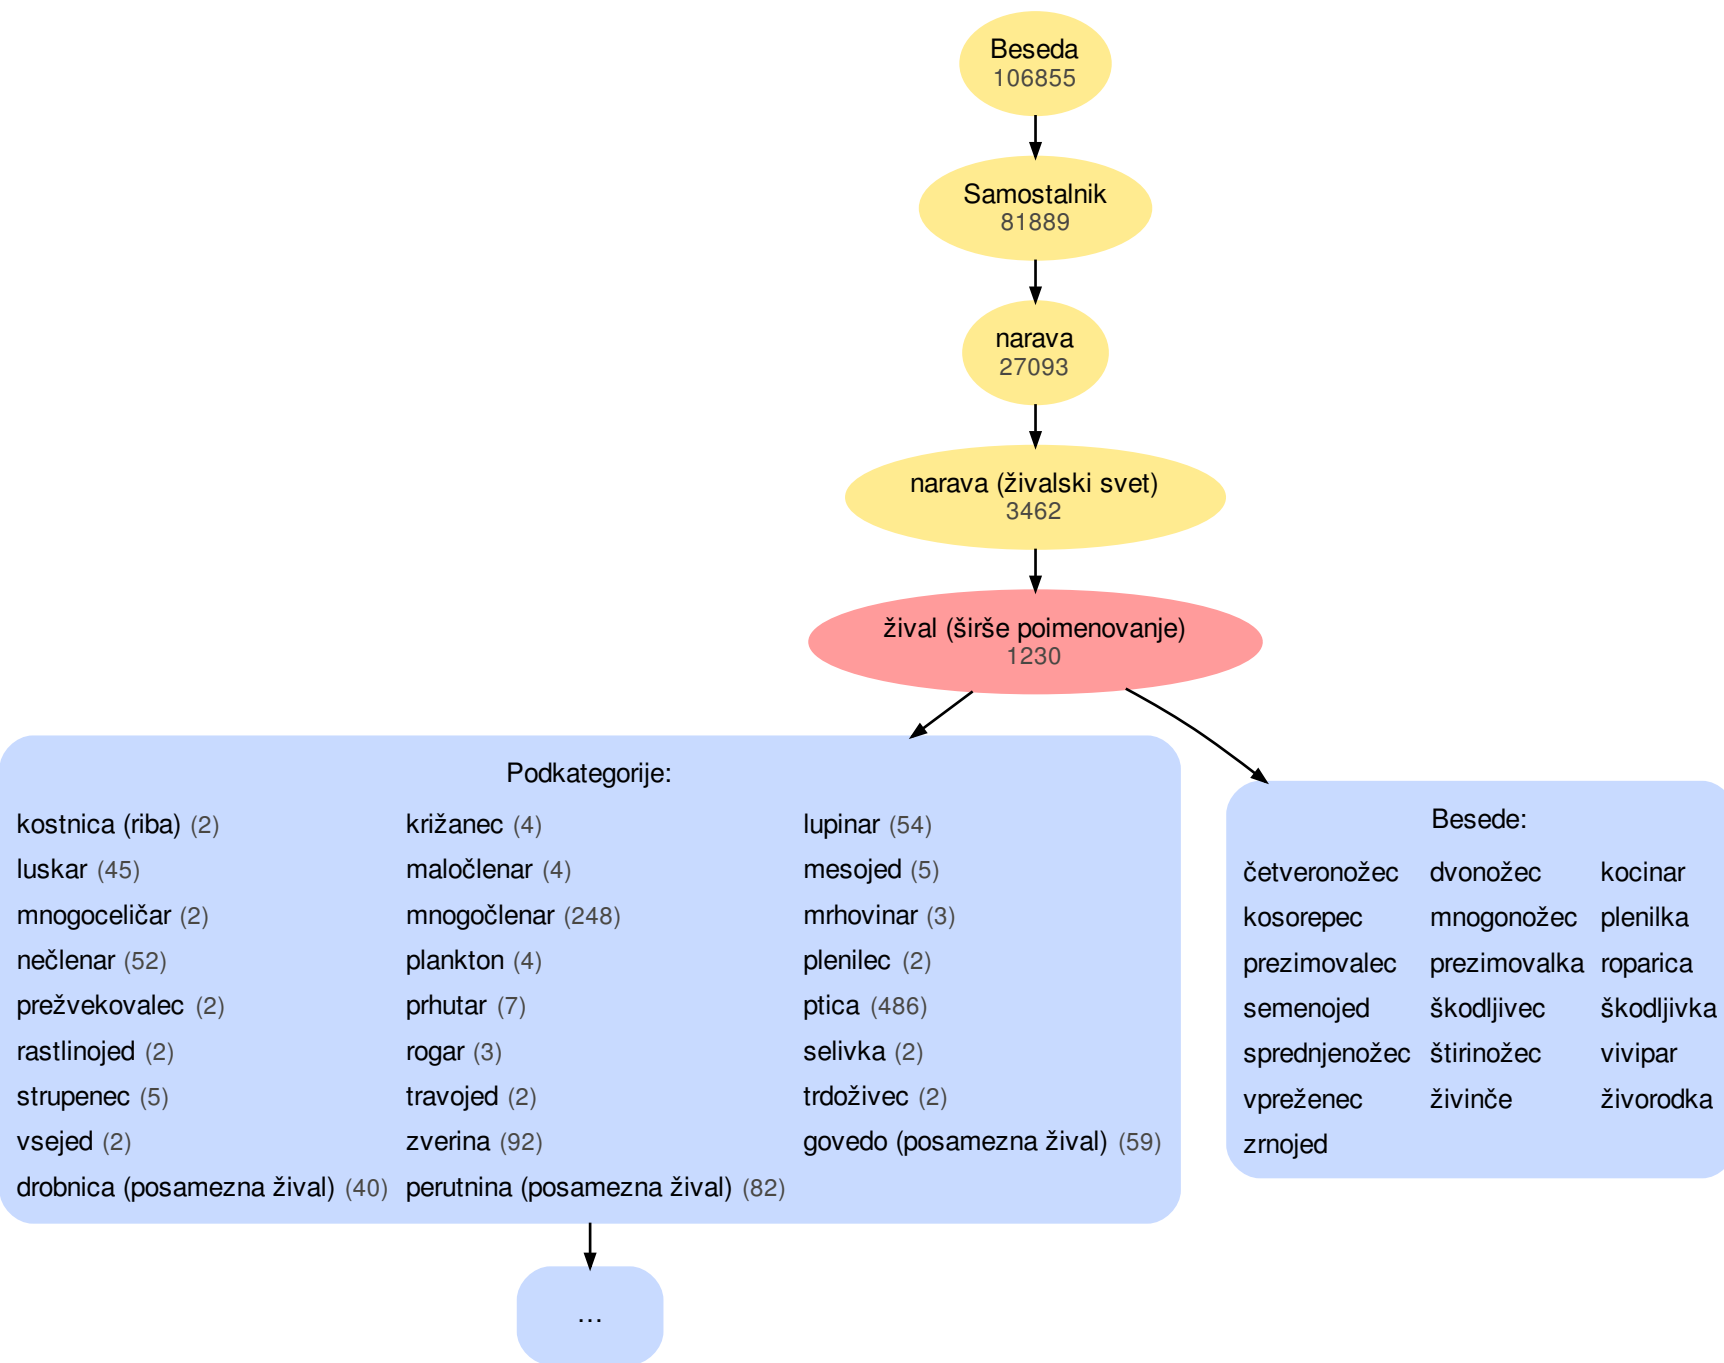 Beseda
106855
Samostalnik
81889
narava
27093
narava (živalski svet)
3462
žival (širše poimenovanje)
1230
Podkategorije:
kostnica (riba) (2) križanec (4) lupinar (54)
luskar (45) maločlenar (4) mesojed (5)
mnogoceličar (2) mnogočlenar (248) mrhovinar (3)
nečlenar (52) plankton (4) plenilec (2)
prežvekovalec (2) prhutar (7) ptica (486)
rastlinojed (2) rogar (3) selivka (2)
strupenec (5) travojed (2) trdoživec (2)
vsejed (2) zverina (92) govedo (posamezna žival) (59)
drobnica (posamezna žival) (40) perutnina (posamezna žival) (82)
Besede:
četveronožec dvonožec kocinar
kosorepec mnogonožec plenilka
prezimovalec prezimovalka roparica
semenojed škodljivec škodljivka
sprednjenožec štirinožec vivipar
vpreženec živinče živorodka
zrnojed
...